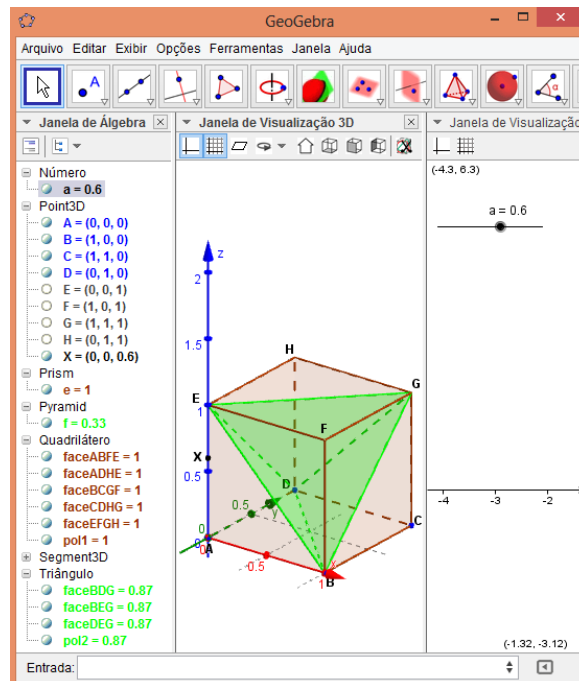 GeoGebra
Arquivo Editar Exibir Opções Ferramentas Janela Ajuda
A
α
Janela de Álgebra
Número
a = 0.6
Point3D
A = (0, 0, 0)
B = (1, 0, 0)
C = (1, 1, 0)
D = (0, 1, 0)
E = (0, 0, 1)
F = (1, 0, 1)
G = (1, 1, 1)
H = (0, 1, 1)
X = (0, 0, 0.6)
Prism
e = 1
Pyramid
f = 0.33
Quadrilátero
faceABFE = 1
faceADHE = 1
faceBCGF = 1
faceCDHG = 1
faceEFGH = 1
pol1 = 1
Segment3D
Triângulo
faceBDG = 0.87
faceBEG = 0.87
faceDEG = 0.87
pol2 = 0.87
Janela de Visualização 3D
z
2
1.5
H
E
G
1
F
X
0.5
D
0.5
y
C
0
0
A
0.5
1
B
Janela de Visualização
(-4.3, 6.3)
a = 0.6
-4 -3 -2
(-1.32, -3.12)
Entrada: